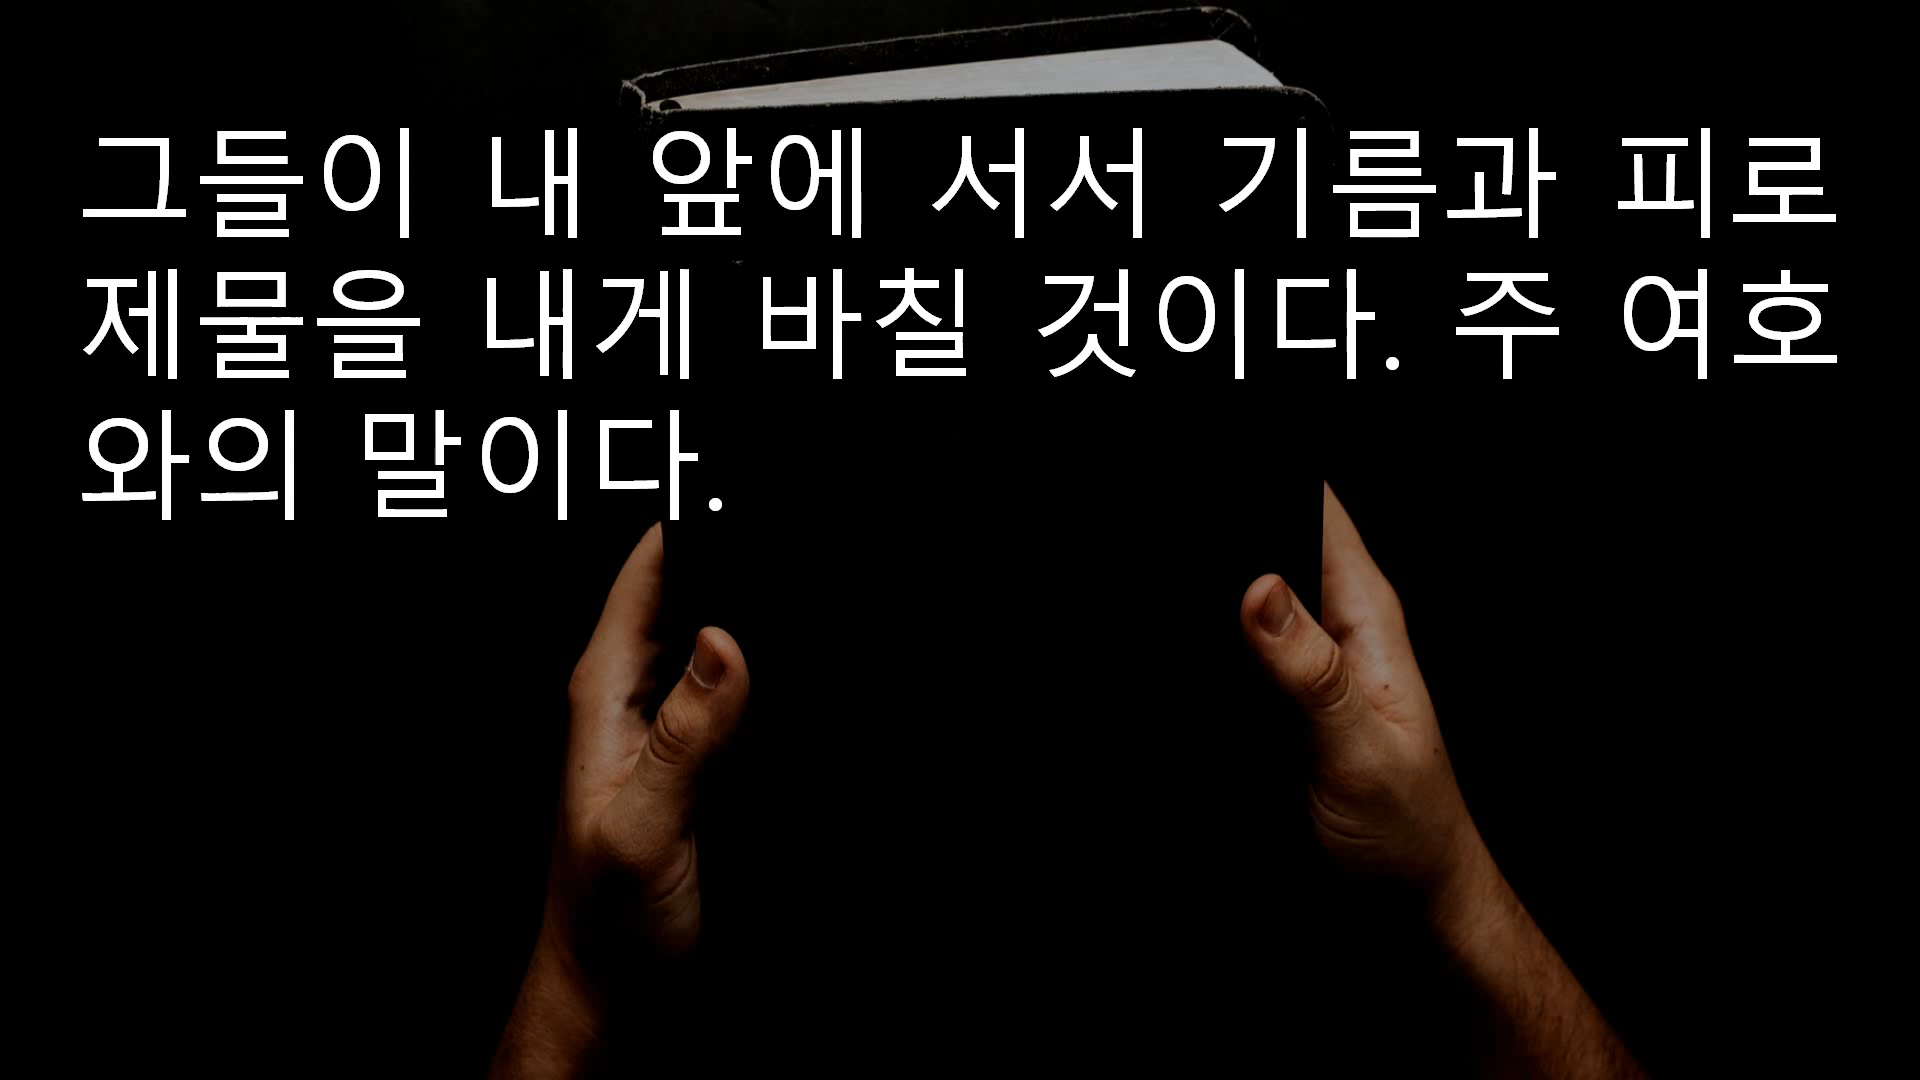 그들이 내 앞에 서서 기름과 피로
제물을 내게 바칠 것이다. 주 여호
와의 말이다.